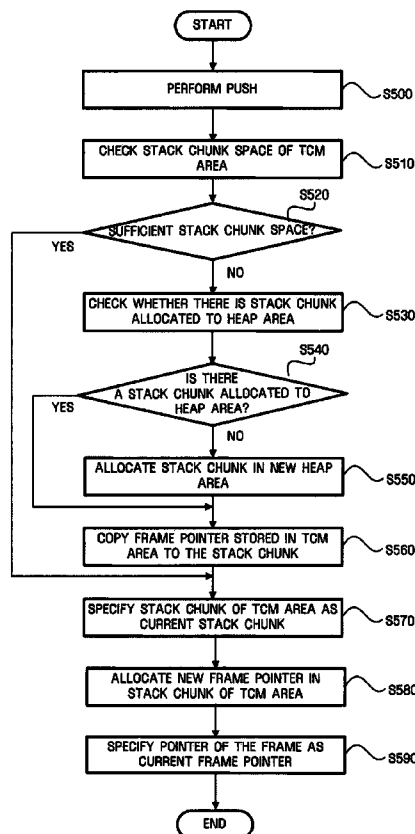 START
PERFORM PUSH
S500
CHECK STACK CHUNK SPACE OF TCM
AREA
S510
S520
SUFFICIENT STACK CHUNK SPACE?
YES
NO
CHECK WHETHER THERE IS STACK CHUNK
ALLOCATED TO HEAP AREA
S530
S540
IS THERE
A STACK CHUNK ALLOCATED TO
HEAP AREA?
YES
NO
ALLOCATE STACK CHUNK IN NEW HEAP
AREA
S550
COPY FRAME POINTER STORED IN TCM
AREA TO THE STACK CHUNK
S560
SPECIFY STACK CHUNK OF TCM AREA AS
CURRENT STACK CHUNK
S570
ALLOCATE NEW FRAME POINTER IN
STACK CHUNK OF TCM AREA
S580
SPECIFY POINTER OF THE FRAME AS
CURRENT FRAME POINTER
S590
END